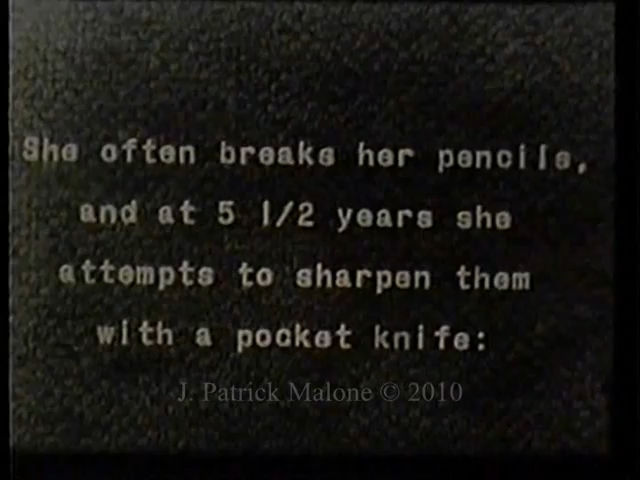 She often breaks her pencils,
and at 5 1/2 years she
attempts to sharpen them
with a pocket knife:
J. Patrick Malone © 2010